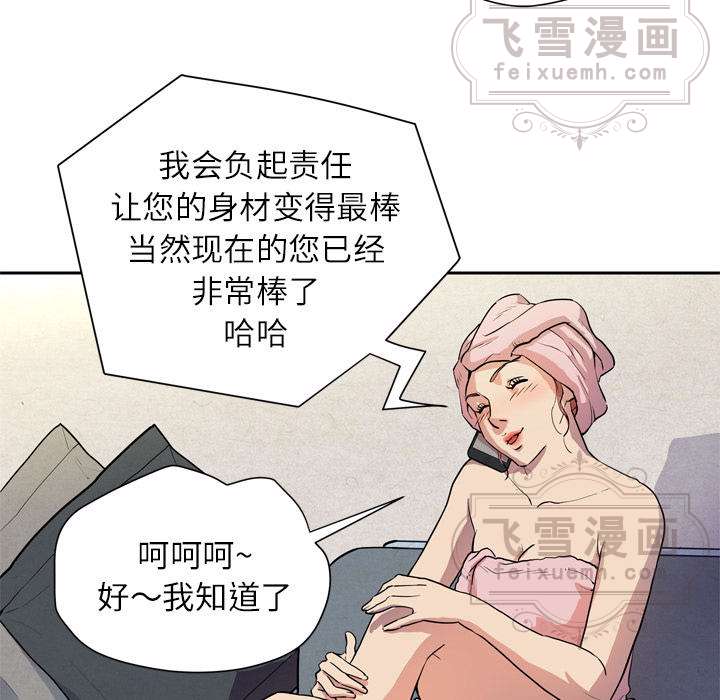 飞雪漫画
feixuemh.com
我会负起责任
让您的身材变得最棒
当然现在的您已经
非常棒了
哈哈
飞雪漫画
feixuemh.com
呵呵呵~
好～我知道了